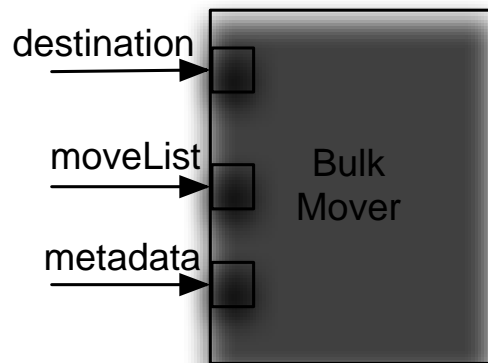 destination
moveList
Bulk
Mover
metadata